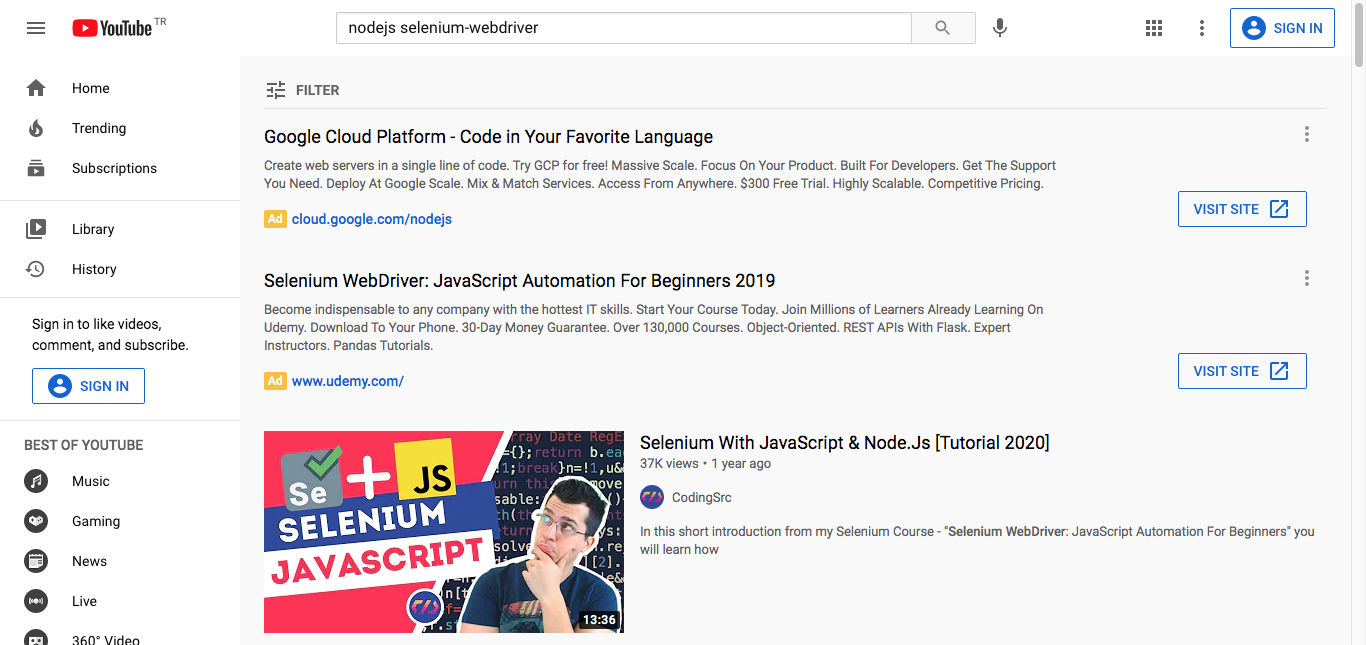 YouTube TR
nodejs selenium-webdriver
SIGN IN
Home
Trending
Subscriptions
Library
History
Sign in to like videos,
comment, and subscribe.
SIGN IN
BEST OF YOUTUBE
Music
Gaming
News
Live
360° Video
FILTER
Google Cloud Platform - Code in Your Favorite Language
Create web servers in a single line of code. Try GCP for free! Massive Scale. Focus On Your Product. Built For Developers. Get The Support
You Need. Deploy At Google Scale. Mix & Match Services. Access From Anywhere. $300 Free Trial. Highly Scalable. Competitive Pricing.
Ad cloud.google.com/nodejs
VISIT SITE
Selenium WebDriver: JavaScript Automation For Beginners 2019
Become indispensable to any company with the hottest IT skills. Start Your Course Today. Join Millions of Learners Already Learning On
Udemy. Download To Your Phone. 30-Day Money Guarantee. Over 130,000 Courses. Object-Oriented. REST APIs With Flask. Expert
Instructors. Pandas Tutorials.
Ad www.udemy.com/
VISIT SITE
Se + JS
SELENIUM
JAVASCRIPT
13:36
Selenium With JavaScript & Node.Js [Tutorial 2020]
37K views • 1 year ago
CodingSrc
In this short introduction from my Selenium Course - "Selenium WebDriver: JavaScript Automation For Beginners" you
will learn how